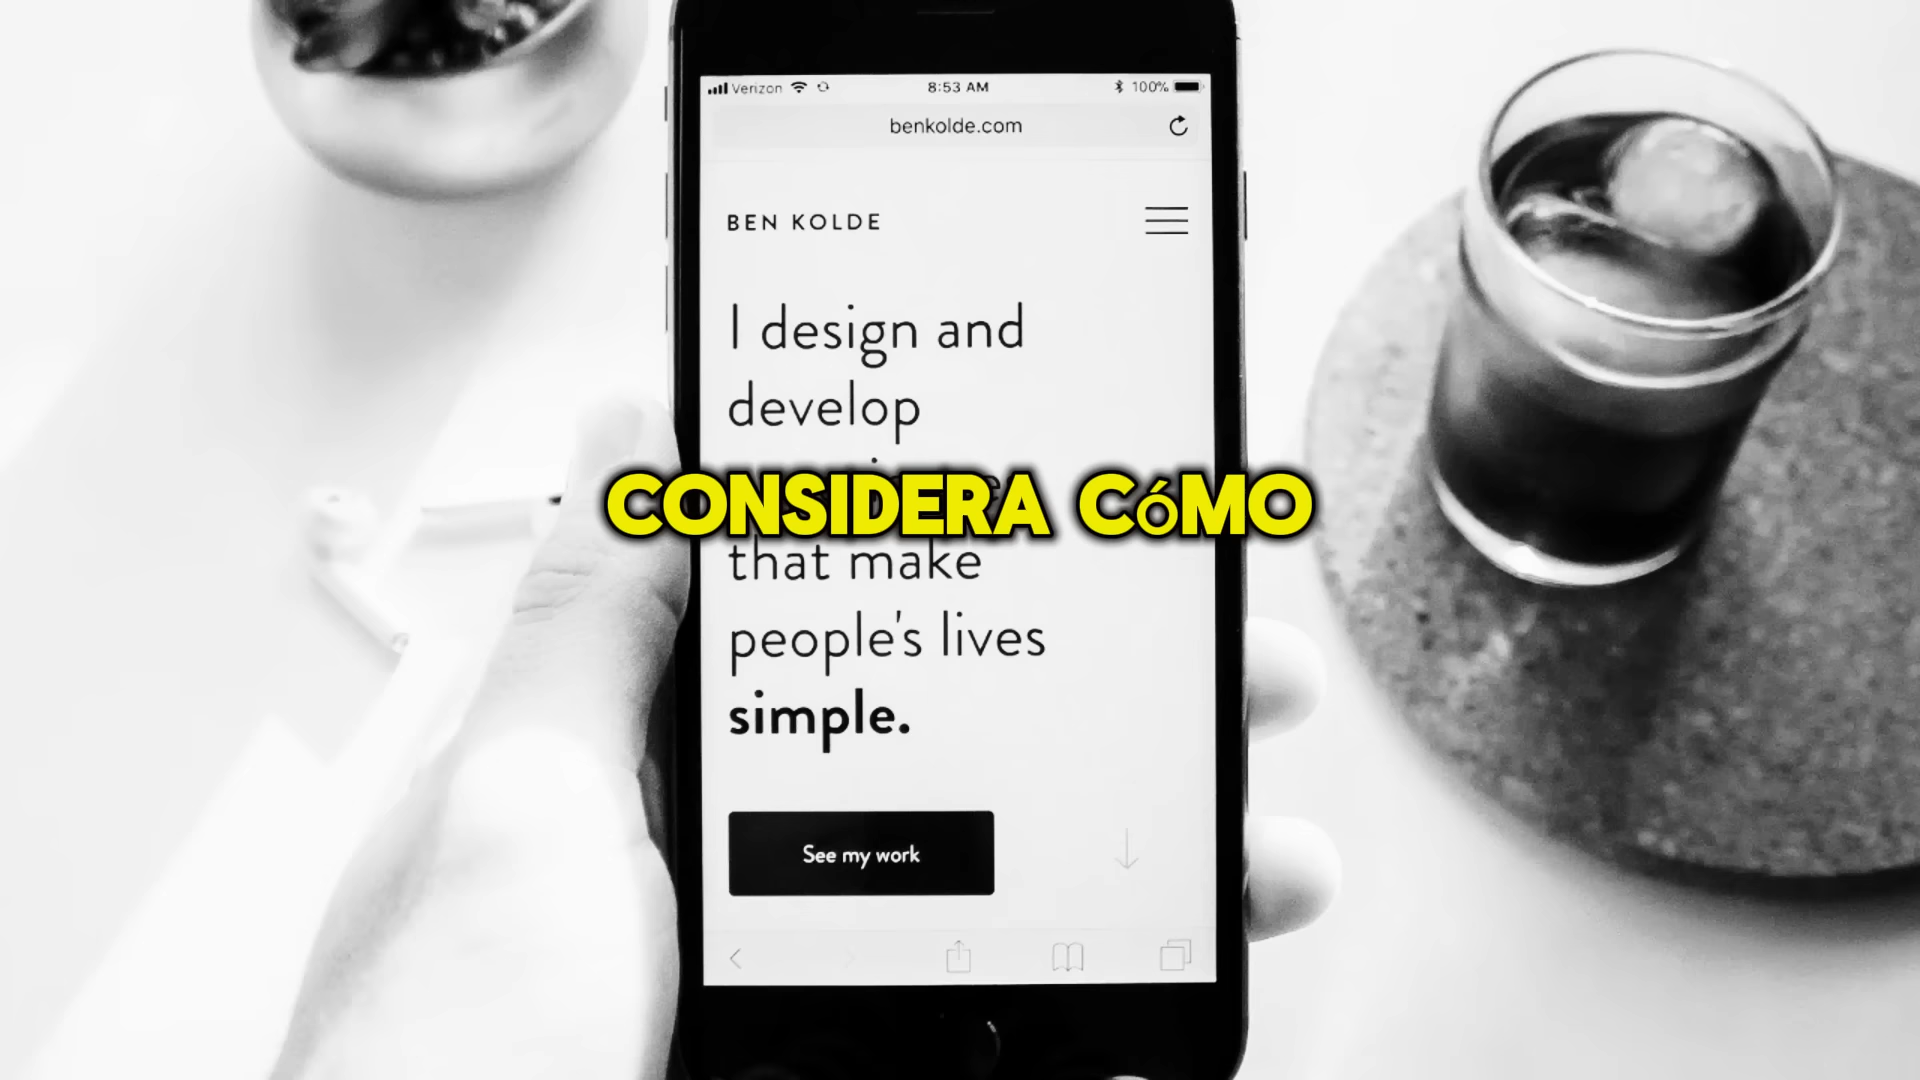 Verizon 8:53 AM 100%
benkolde.com
BEN KOLDE
I design and
develop
CONSIDERA CóMO
that make
people's lives
simple.
See my work